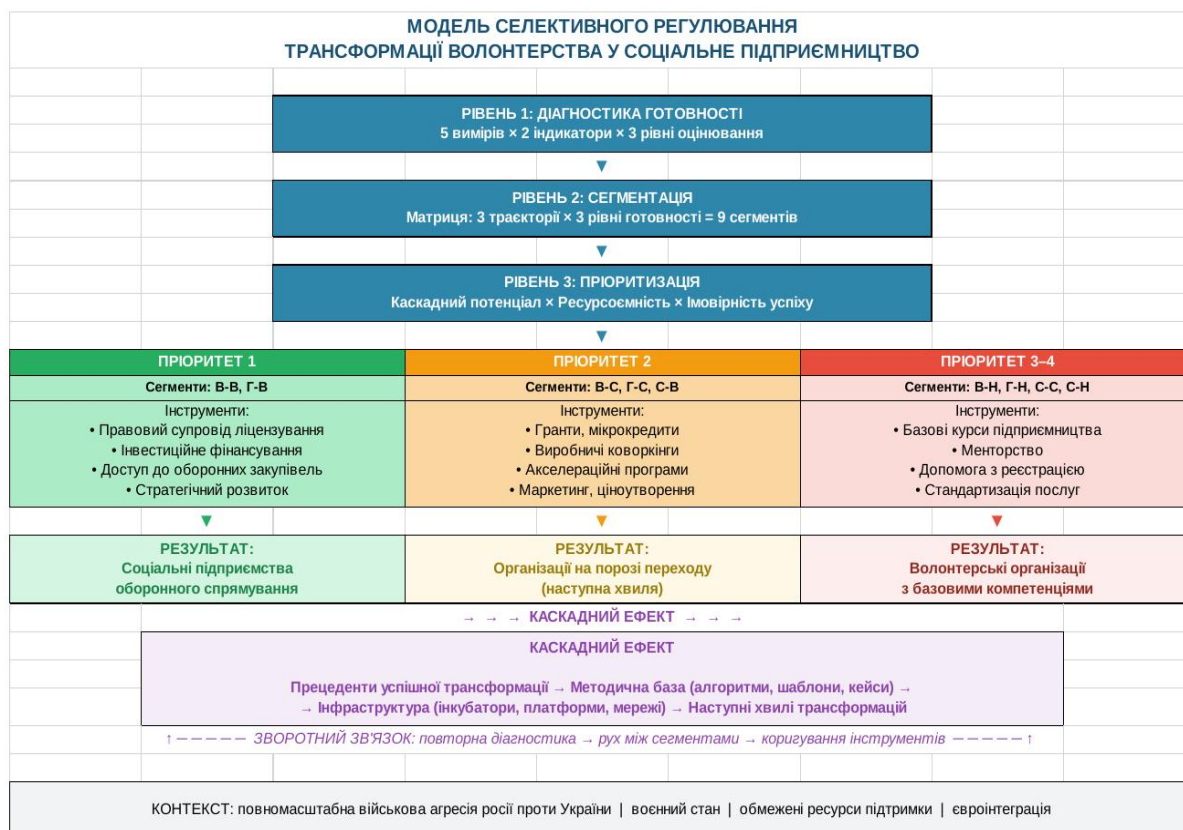 МОДЕЛЬ СЕЛЕКТИВНОГО РЕГУЛЮВАННЯ
ТРАНСФОРМАЦІЇ ВОЛОНТЕРСТВА У СОЦІАЛЬНЕ ПІДПРИЄМНИЦТВО
РІВЕНЬ 1: ДІАГНОСТИКА ГОТОВНОСТІ
5 вимірів × 2 індикатори × 3 рівні оцінювання
▼
РІВЕНЬ 2: СЕГМЕНТАЦІЯ
Матриця: 3 траєкторії × 3 рівні готовності = 9 сегментів
▼
РІВЕНЬ 3: ПРІОРИТИЗАЦІЯ
Каскадний потенціал × Ресурсоємність × Імовірність успіху
▼
ПРІОРИТЕТ 1
Сегменти: В-В, Г-В
Інструменти:
• Правовий супровід ліцензування
• Інвестиційне фінансування
• Доступ до оборонних закупівель
• Стратегічний розвиток
▼
РЕЗУЛЬТАТ:
Соціальні підприємства
оборонного спрямування
ПРІОРИТЕТ 2
Сегменти: В-С, Г-С, С-В
Інструменти:
• Гранти, мікрокредити
• Виробничі коворкінги
• Акселераційні програми
• Маркетинг, ціноутворення
▼
РЕЗУЛЬТАТ:
Організації на порозі переходу
(наступна хвиля)
ПРІОРИТЕТ 3–4
Сегменти: В-Н, Г-Н, С-С, С-Н
Інструменти:
• Базові курси підприємництва
• Менторство
• Допомога з реєстрацією
• Стандартизація послуг
▼
РЕЗУЛЬТАТ:
Волонтерські організації
з базовими компетенціями
→ → → КАСКАДНИЙ ЕФЕКТ → → →
КАСКАДНИЙ ЕФЕКТ
Прецеденти успішної трансформації → Методична база (алгоритми, шаблони, кейси) →
→ Інфраструктура (інкубатори, платформи, мережі) → Наступні хвилі трансформацій
↑ ─ ─ ─ ─ ─ ЗВОРОТНИЙ ЗВ'ЯЗОК: повторна діагностика → рух між сегментами → коригування інструментів ─ ─ ─ ─ ─ ↑
КОНТЕКСТ: повномасштабна військова агресія росії проти України | воєнний стан | обмежені ресурси підтримки | євроінтеграція